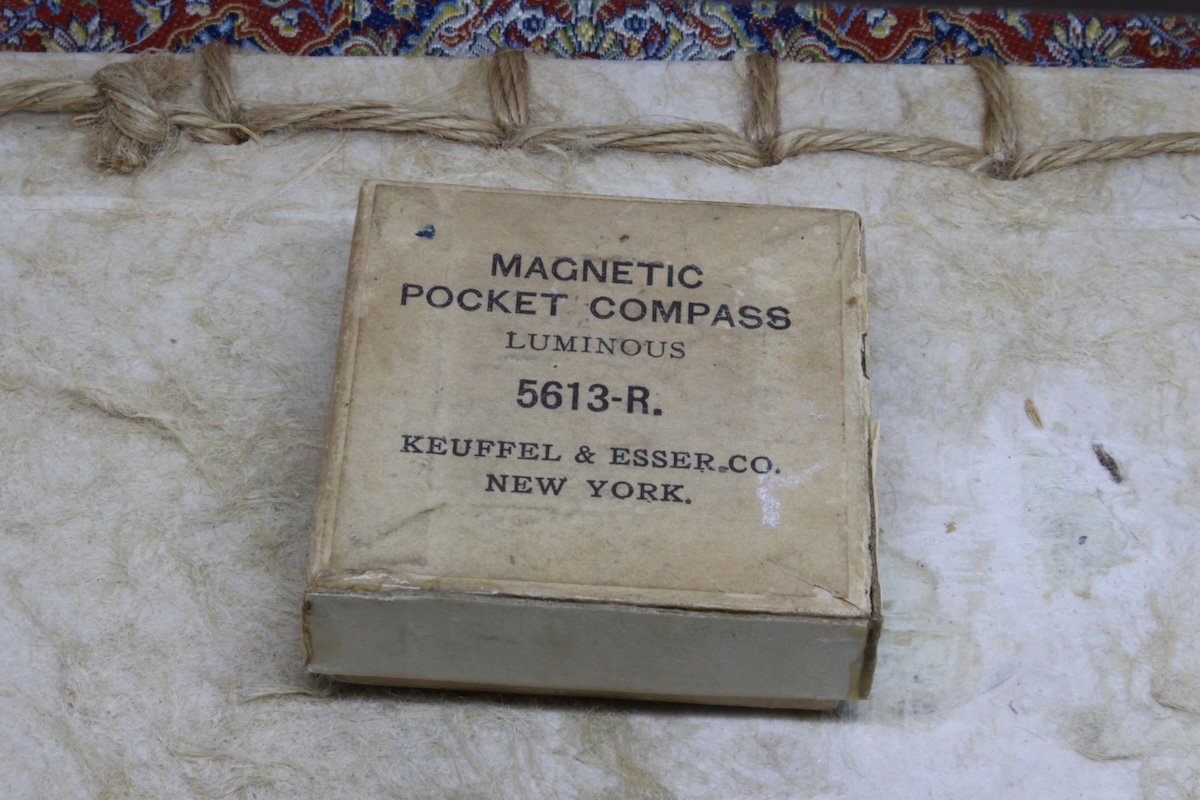 MAGNETIC
POCKET COMPASS
LUMINOUS
5613-R.
KEUFFEL & ESSER CO.
NEW YORK.